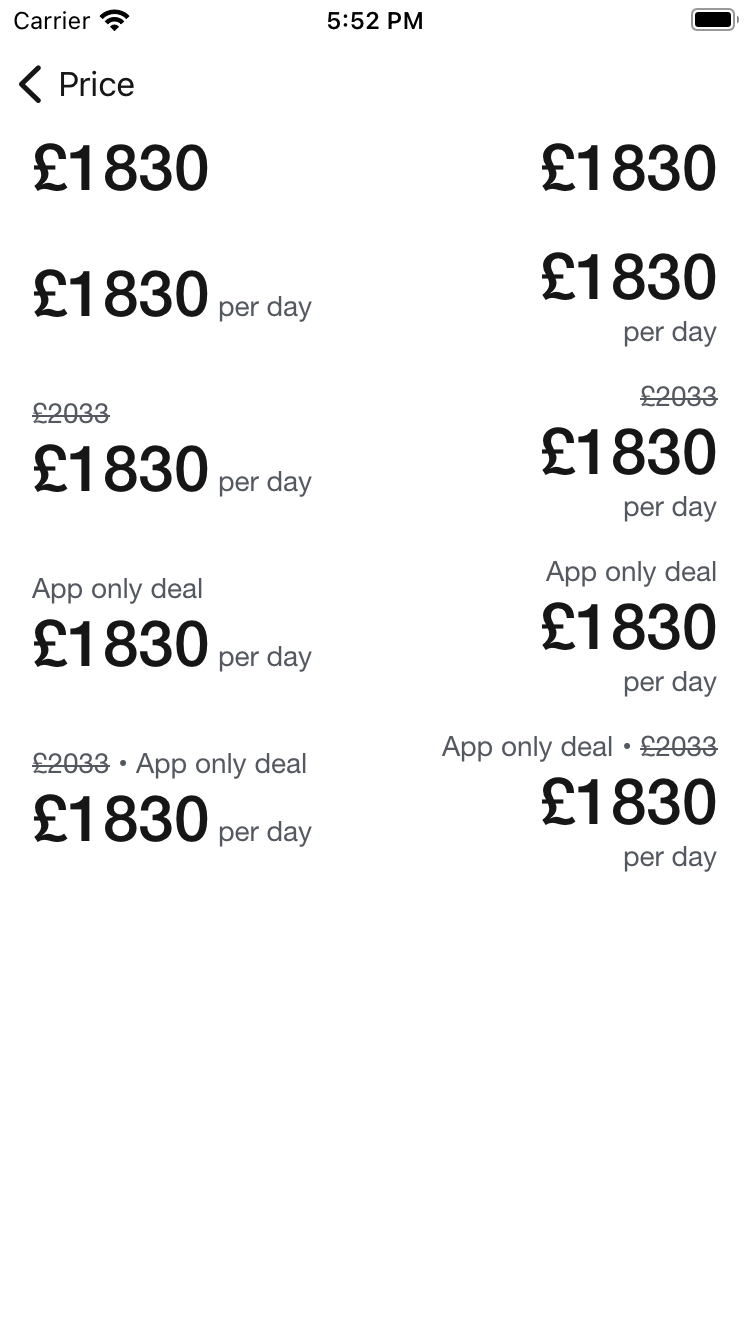 Carrier 5:52 PM
Price
£1830 £1830
£1830 per day £1830
per day
£2033 £2033
£1830 per day £1830
per day
App only deal App only deal
£1830 per day £1830
per day
£2033 • App only deal App only deal • £2033
£1830 per day £1830
per day